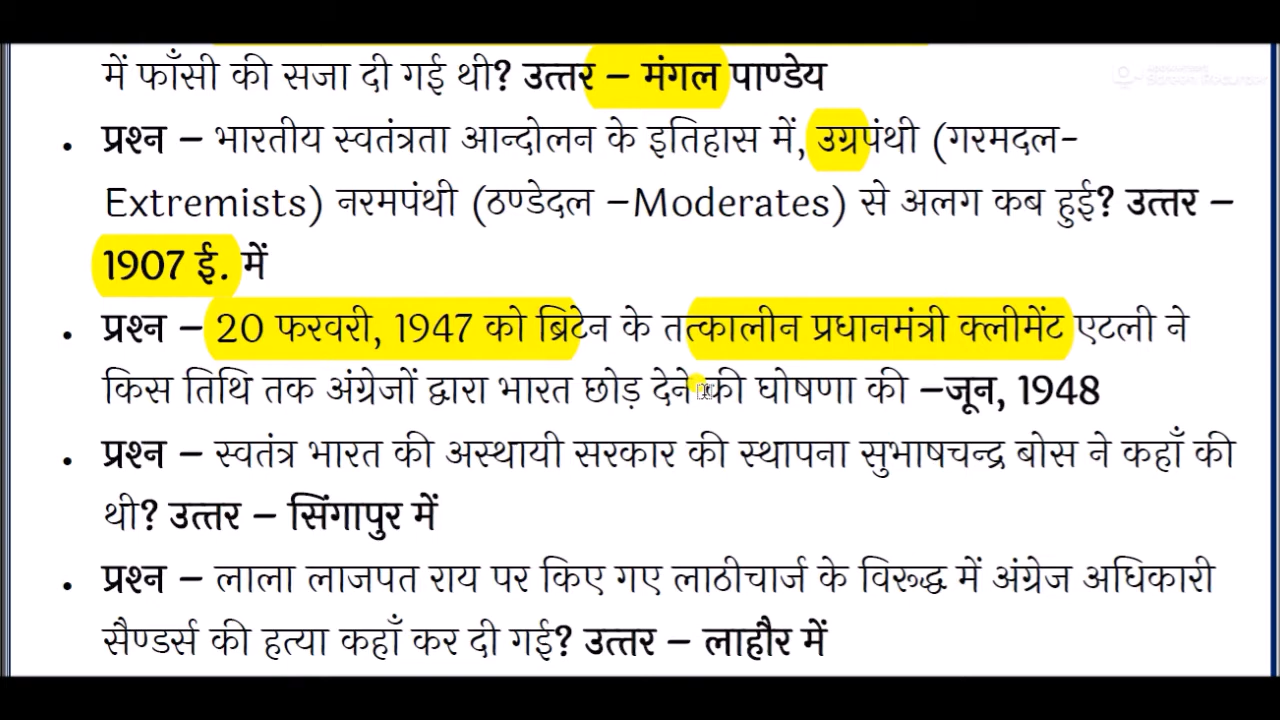 में फाँसी की सजा दी गई थी? उत्तर – मंगल पाण्डेय
• प्रश्न – भारतीय स्वतंत्रता आन्दोलन के इतिहास में, उग्रपंथी (गरमदल-
Extremists) नरमपंथी (ठण्डेदल –Moderates) से अलग कब हुई? उत्तर –
1907 ई. में
• प्रश्न – 20 फरवरी, 1947 को ब्रिटेन के तत्कालीन प्रधानमंत्री क्लीमेंट एटली ने
किस तिथि तक अंग्रेजों द्वारा भारत छोड़ देने की घोषणा की –जून, 1948
• प्रश्न – स्वतंत्र भारत की अस्थायी सरकार की स्थापना सुभाषचन्द्र बोस ने कहाँ की
थी? उत्तर – सिंगापुर में
• प्रश्न – लाला लाजपत राय पर किए गए लाठीचार्ज के विरूद्ध में अंग्रेज अधिकारी
सैण्डर्स की हत्या कहाँ कर दी गई? उत्तर – लाहौर में